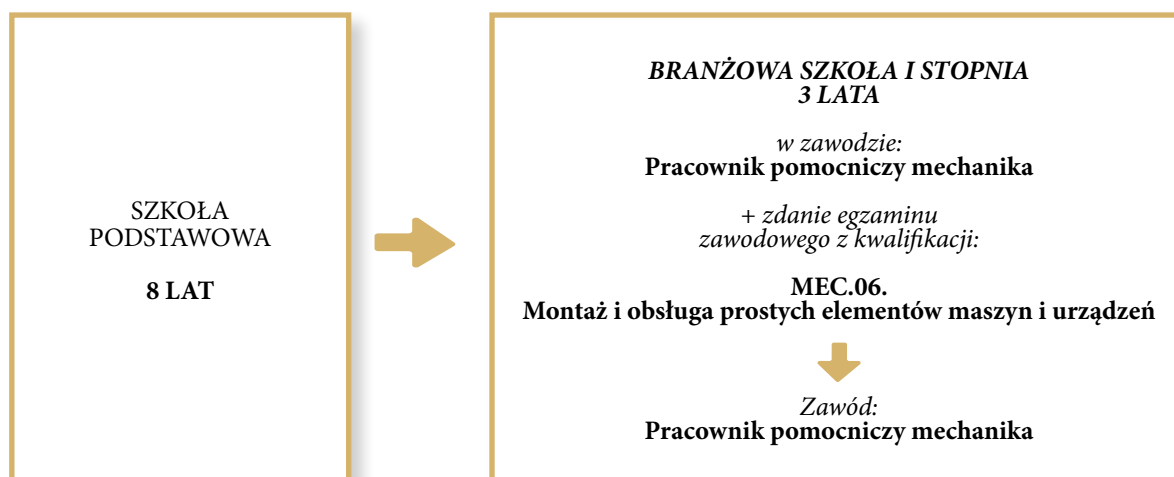 SZKOŁA
PODSTAWOWA
8 LAT
BRANŻOWA SZKOŁA I STOPNIA
3 LATA
w zawodzie:
Pracownik pomocniczy mechanika
+ zdanie egzaminu
zawodowego z kwalifikacji:
MEC.06.
Montaż i obsługa prostych elementów maszyn i urządzeń
Zawód:
Pracownik pomocniczy mechanika